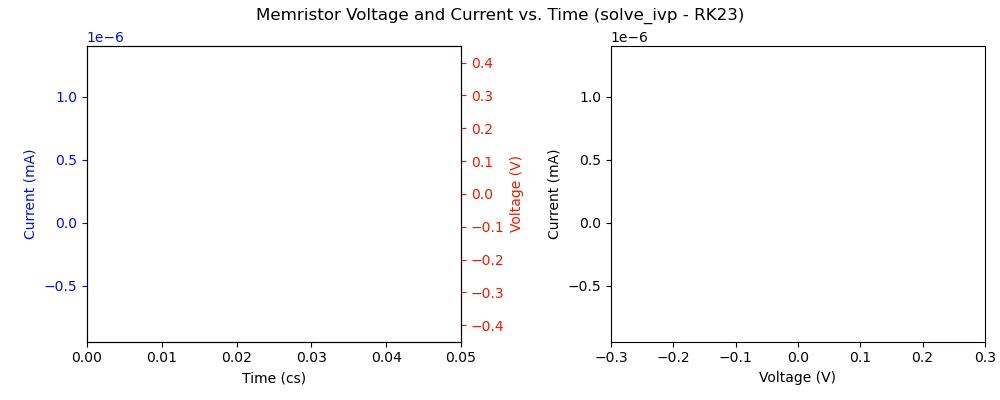 Memristor Voltage and Current vs. Time (solve_ivp - RK23)
1e−6
1.0
0.5
0.0
−0.5
Current (mA)
0.00 0.01 0.02 0.03 0.04 0.05
Time (cs)
0.4
0.3
0.2
0.1
0.0
−0.1
−0.2
−0.3
−0.4
Voltage (V)
1e−6
1.0
0.5
0.0
−0.5
Current (mA)
−0.3 −0.2 −0.1 0.0 0.1 0.2 0.3
Voltage (V)